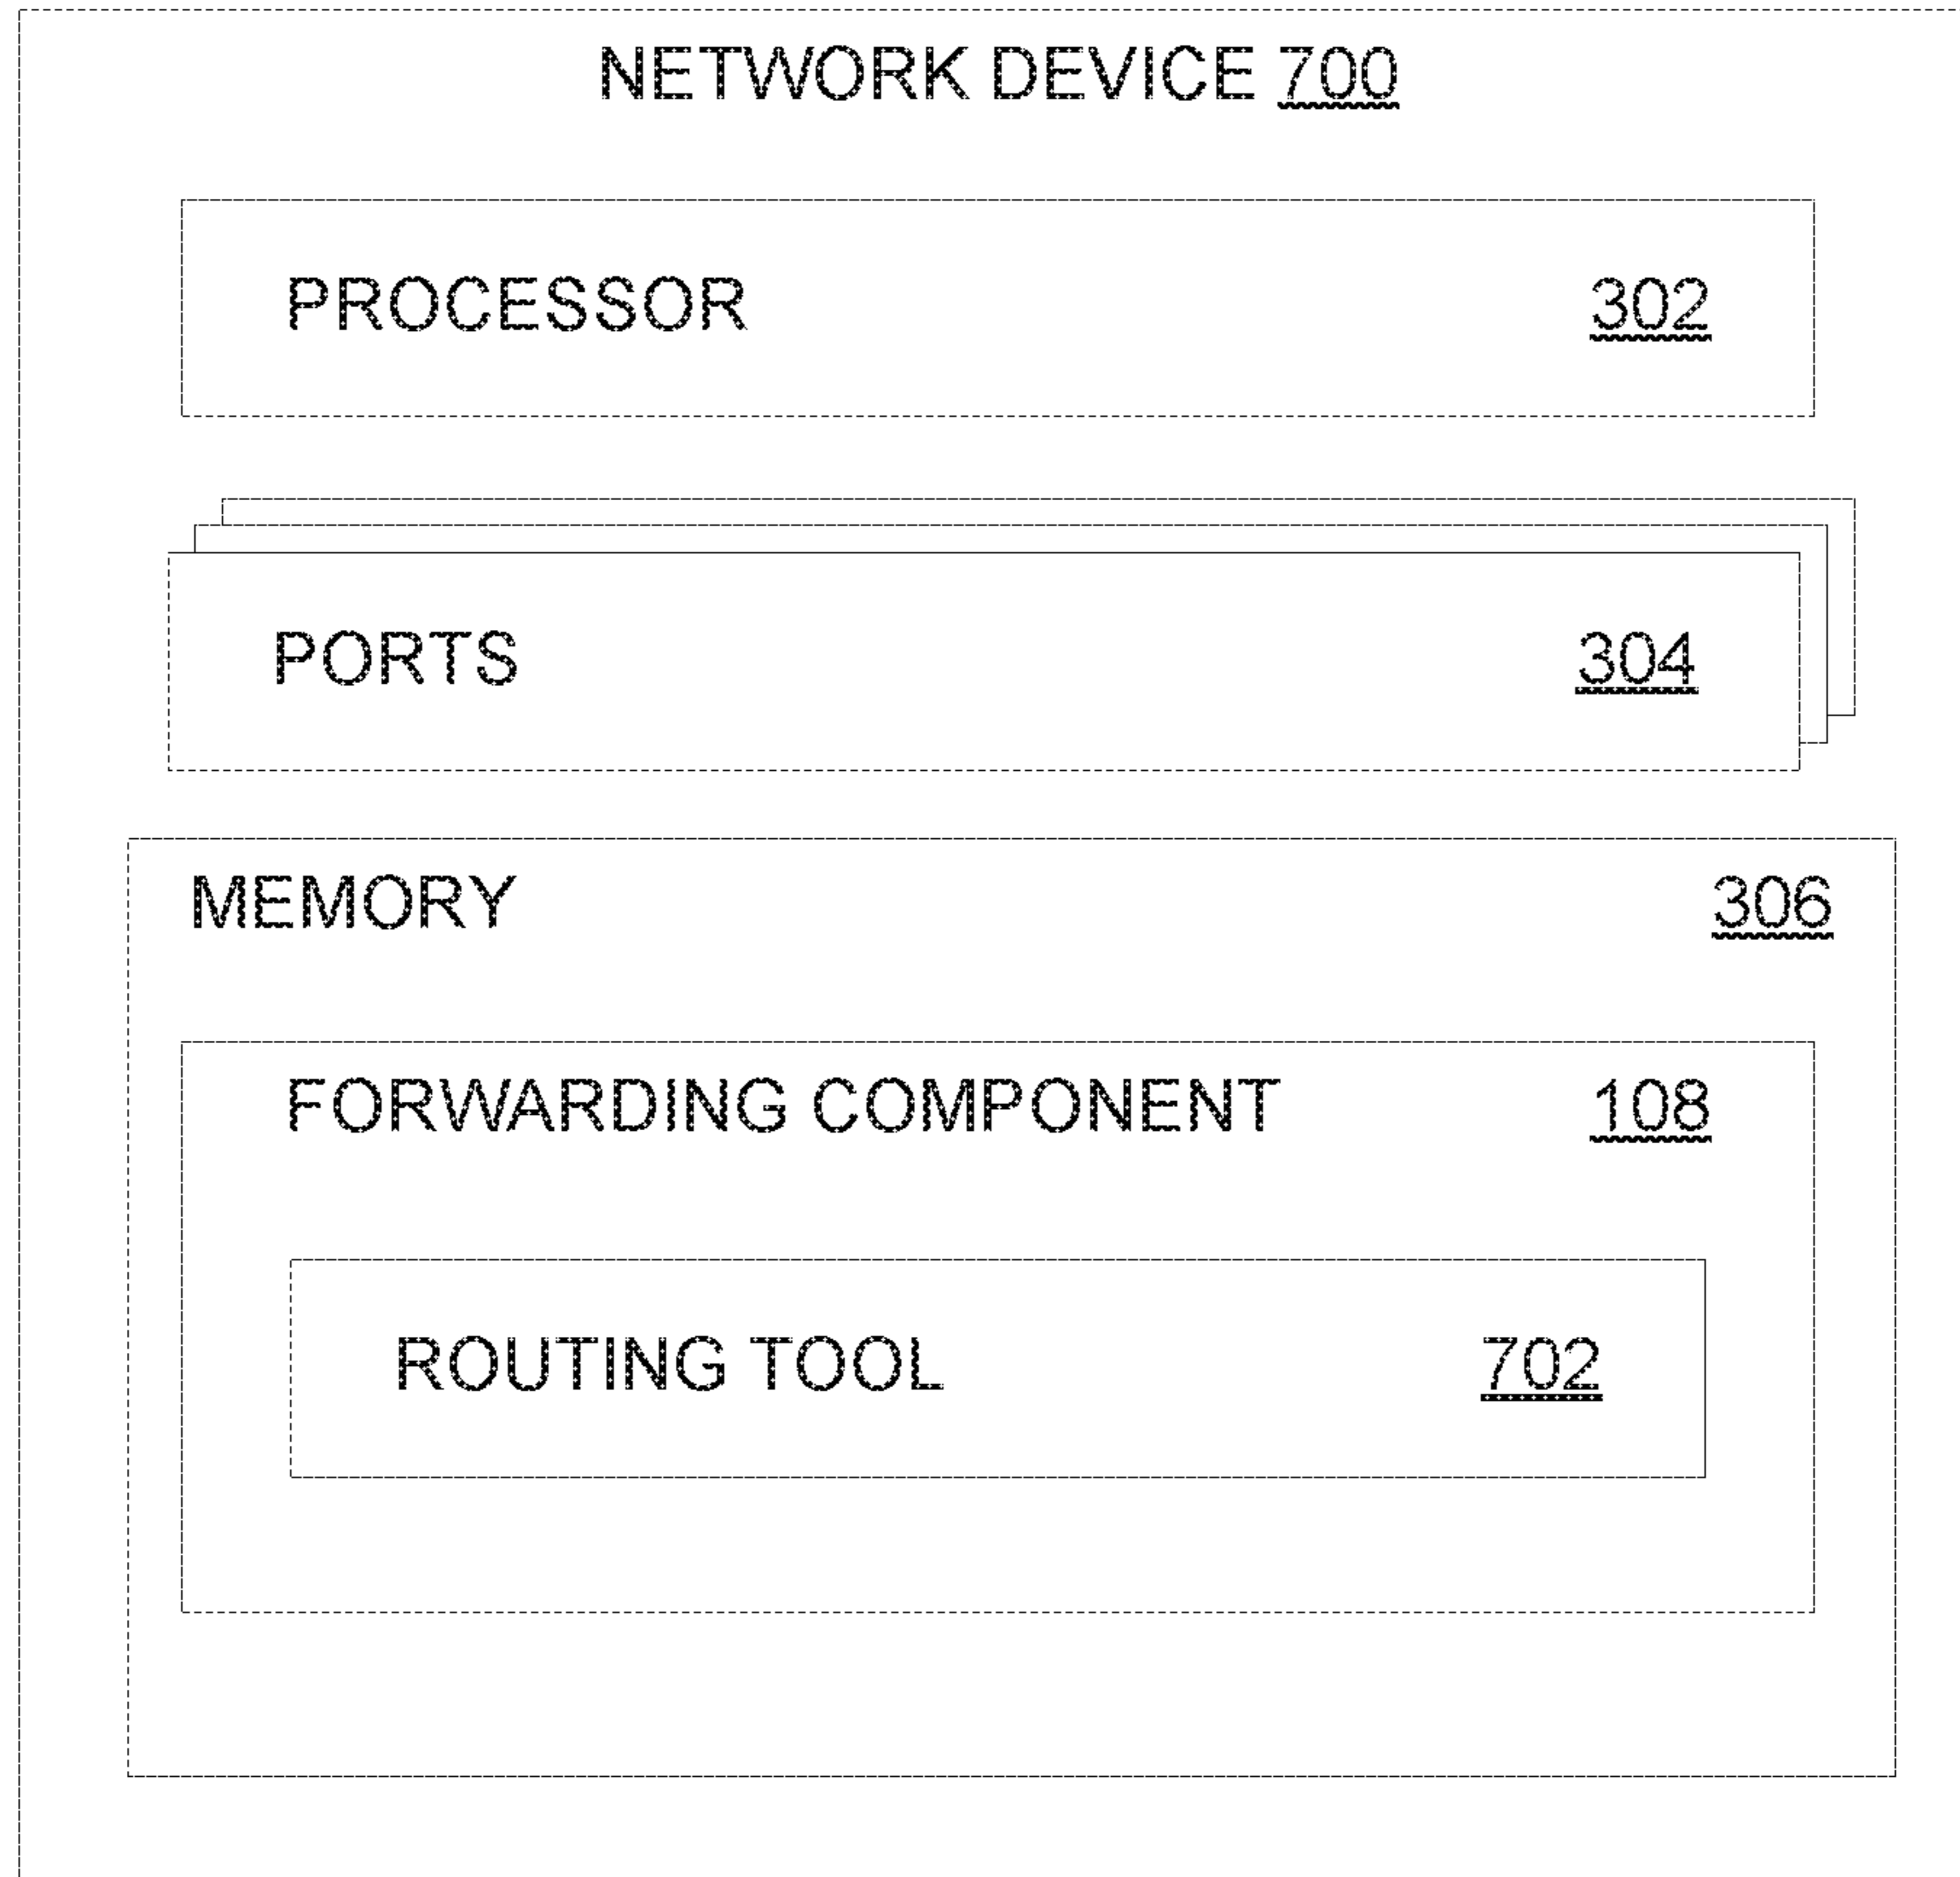 NETWORK DEVICE 700
PROCESSOR 302
PORTS 304
MEMORY 306
FORWARDING COMPONENT 108
ROUTING TOOL 702